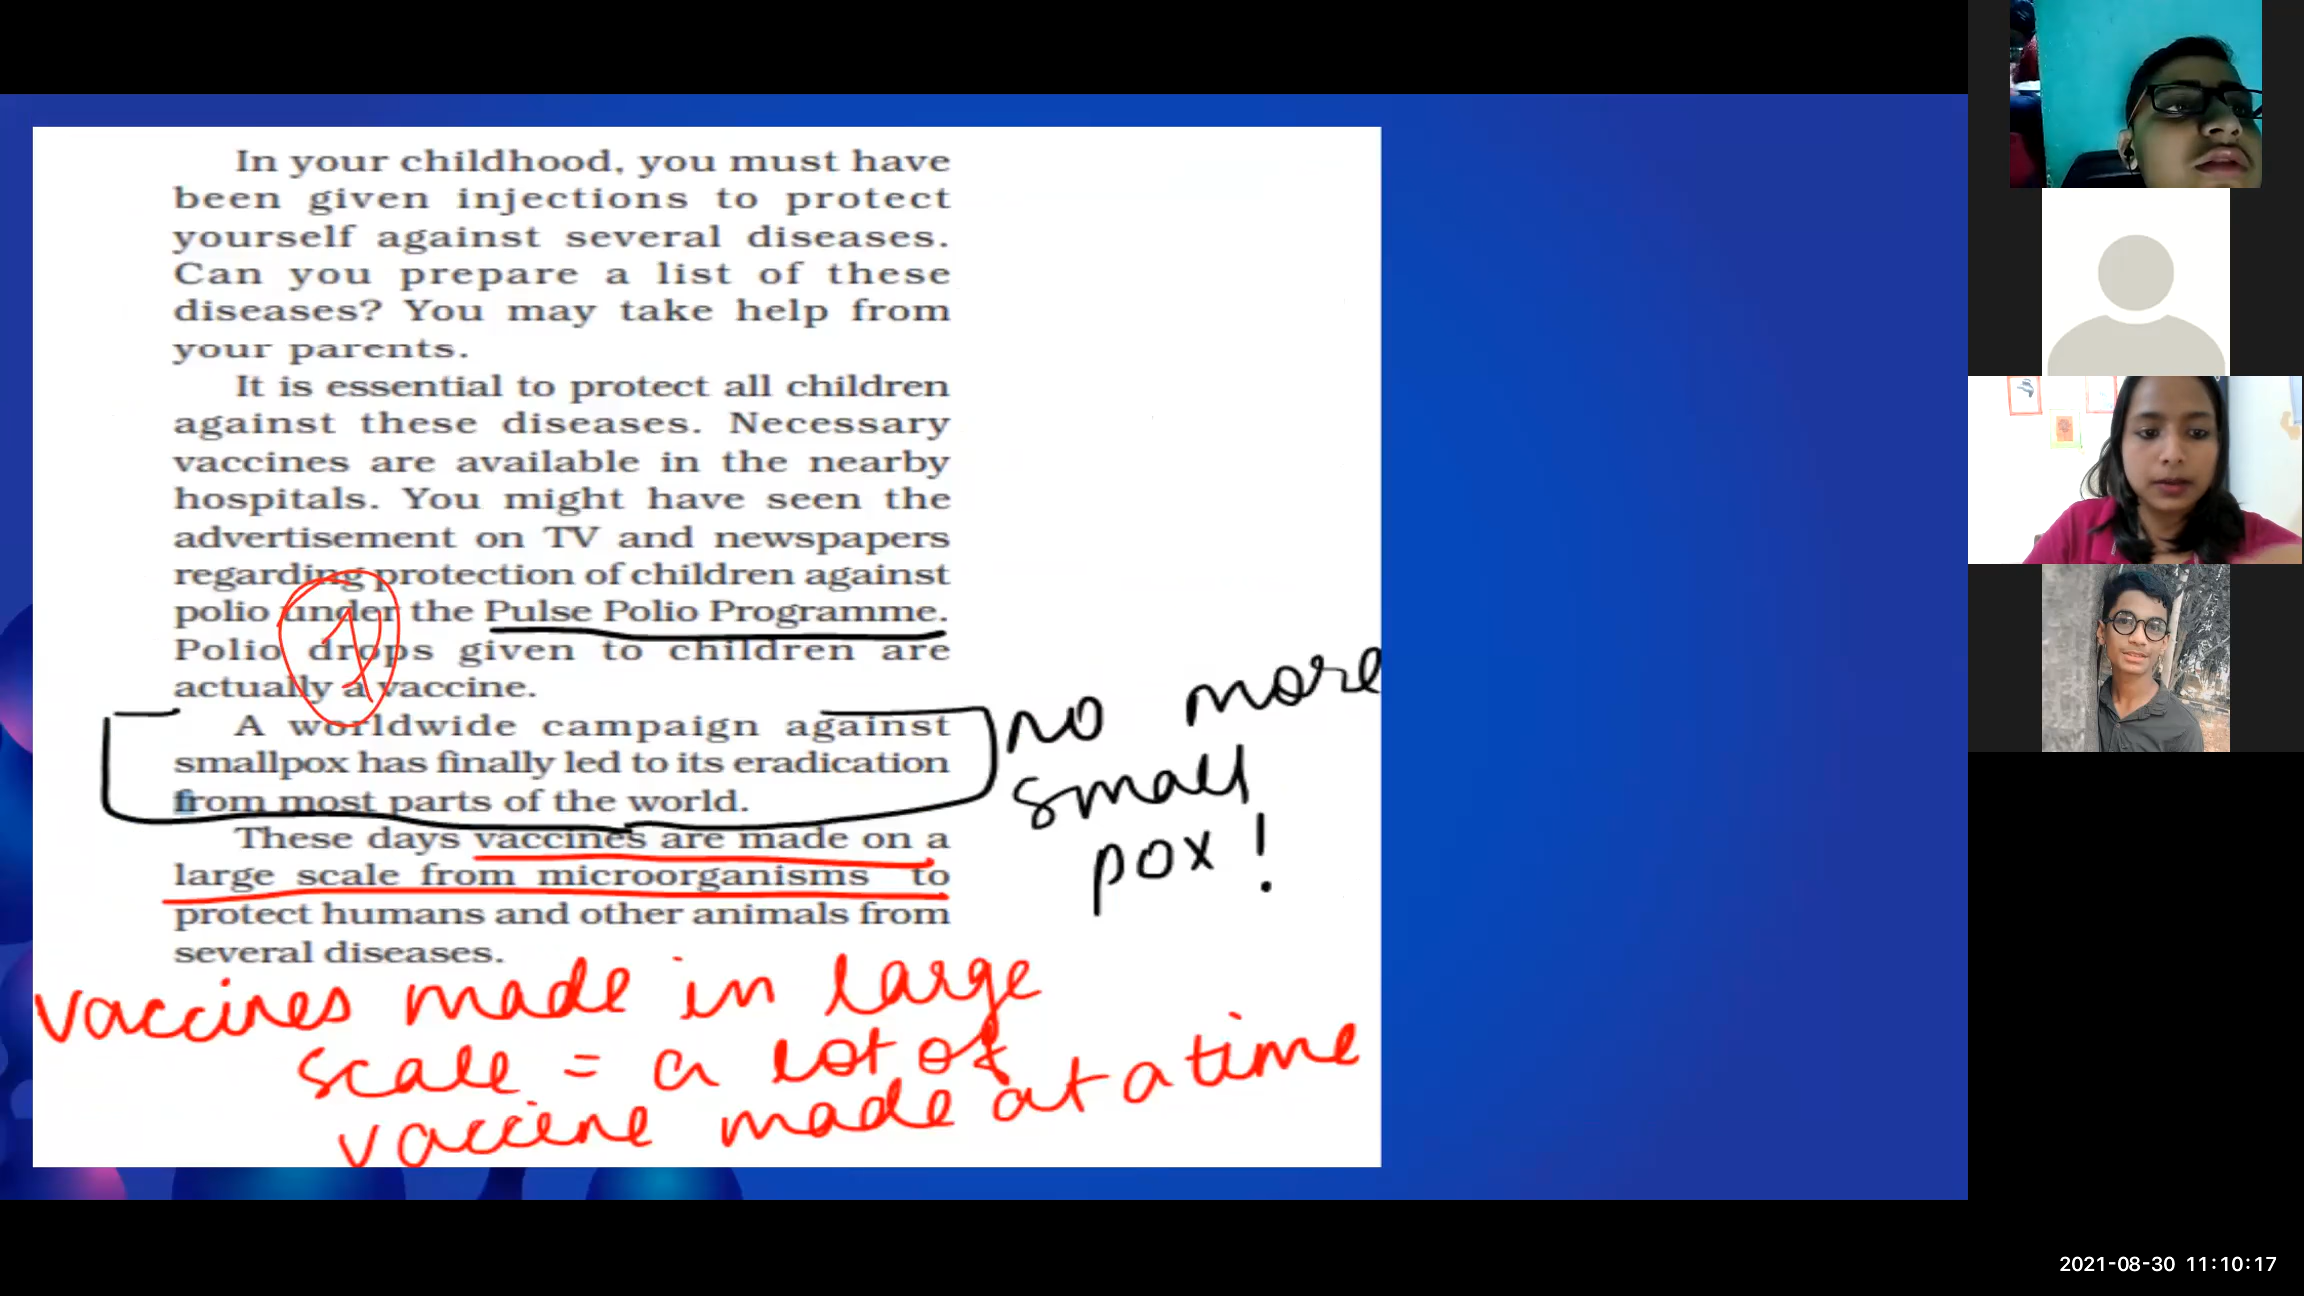 In your childhood, you must have
been given injections to protect
yourself against several diseases.
Can you prepare a list of these
diseases? You may take help from
your parents.
It is essential to protect all children
against these diseases. Necessary
vaccines are available in the nearby
hospitals. You might have seen the
advertisement on TV and newspapers
regarding protection of children against
polio under the Pulse Polio Programme.
Polio drops given to children are
actually a vaccine.
A worldwide campaign against
smallpox has finally led to its eradication
from most parts of the world.
These days vaccines are made on a
large scale from microorganisms to
protect humans and other animals from
several diseases.
1
no more
small
pox!
vaccines made in large
scale = a lot of
vaccine made at a time
2021-08-30 11:10:17